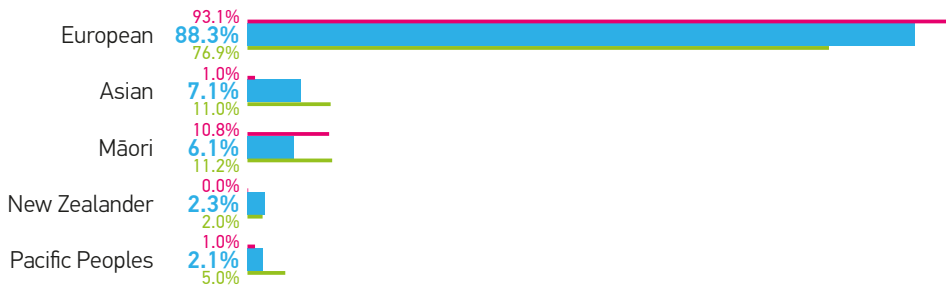 93.1%
European 88.3%
76.9%
1.0%
Asian 7.1%
11.0%
10.8%
Māori 6.1%
11.2%
0.0%
New Zealander 2.3%
2.0%
1.0%
Pacific Peoples 2.1%
5.0%